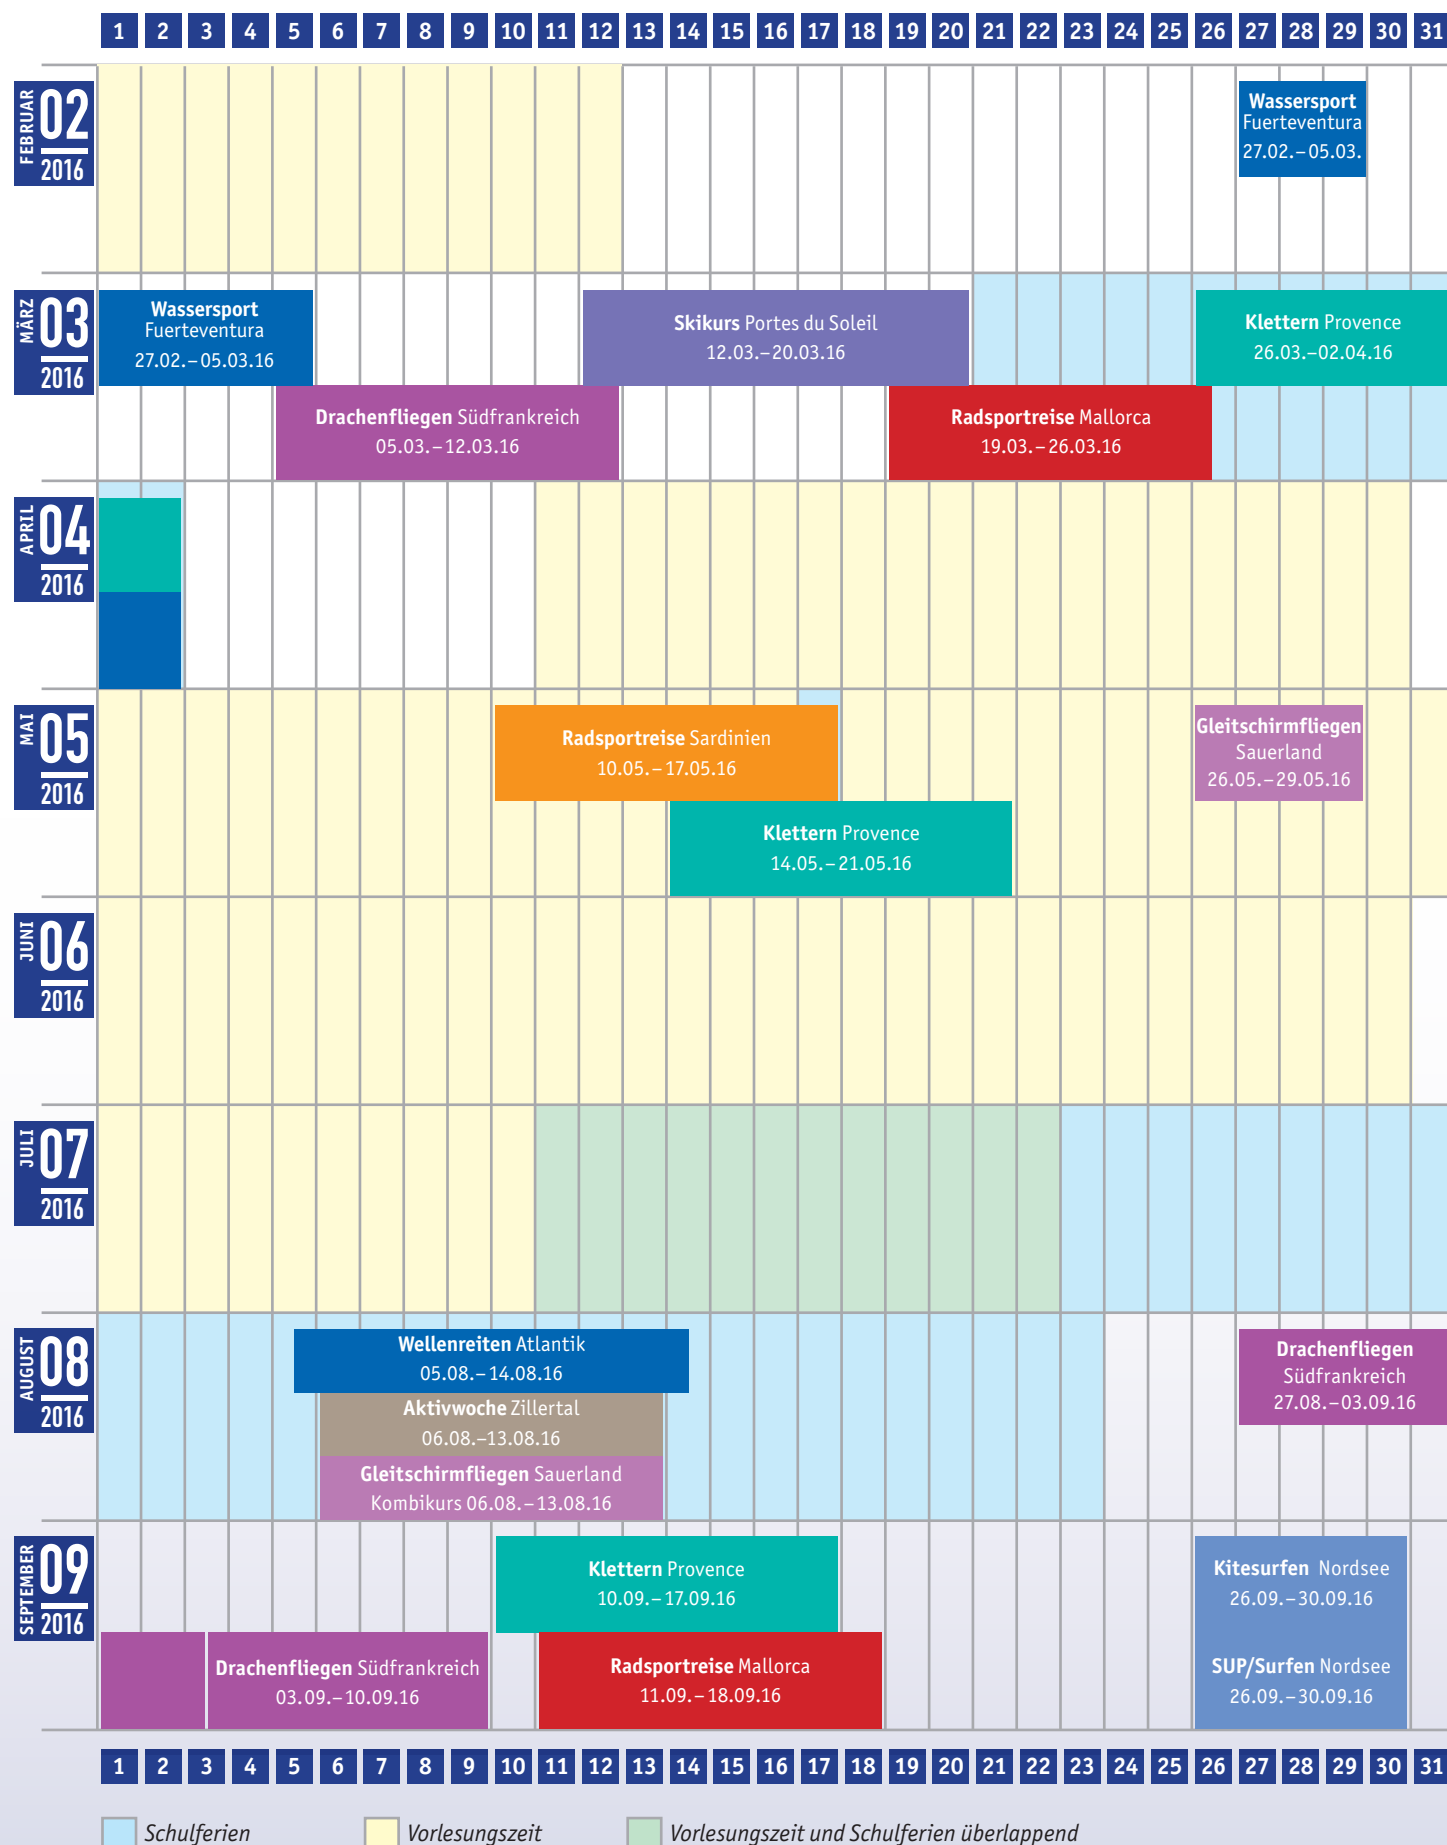 1 2 3 4 5 6 7 8 9 10 11 12 13 14 15 16 17 18 19 20 21 22 23 24 25 26 27 28 29 30 31
FEBRUAR
02
2016
Wassersport
Fuerteventura
27.02.–05.03.
MÄRZ
03
2016
Wassersport
Fuerteventura
27.02.–05.03.16
Skikurs Portes du Soleil
12.03.–20.03.16
Klettern Provence
26.03.–02.04.16
Drachenfliegen Südfrankreich
05.03.–12.03.16
Radsportreise Mallorca
19.03.–26.03.16
APRIL
04
2016
MAI
05
2016
Radsportreise Sardinien
10.05.–17.05.16
Gleitschirmfliegen
Sauerland
26.05.–29.05.16
Klettern Provence
14.05.–21.05.16
JUNI
06
2016
JULI
07
2016
AUGUST
08
2016
Wellenreiten Atlantik
05.08.–14.08.16
Aktivwoche Zillertal
06.08.–13.08.16
Gleitschirmfliegen Sauerland
Kombikurs 06.08.–13.08.16
Drachenfliegen
Südfrankreich
27.08.–03.09.16
SEPTEMBER
09
2016
Klettern Provence
10.09.–17.09.16
Kitesurfen Nordsee
26.09.–30.09.16
Drachenfliegen Südfrankreich
03.09.–10.09.16
Radsportreise Mallorca
11.09.–18.09.16
SUP/Surfen Nordsee
26.09.–30.09.16
1 2 3 4 5 6 7 8 9 10 11 12 13 14 15 16 17 18 19 20 21 22 23 24 25 26 27 28 29 30 31
Schulferien
Vorlesungszeit
Vorlesungszeit und Schulferien überlappend